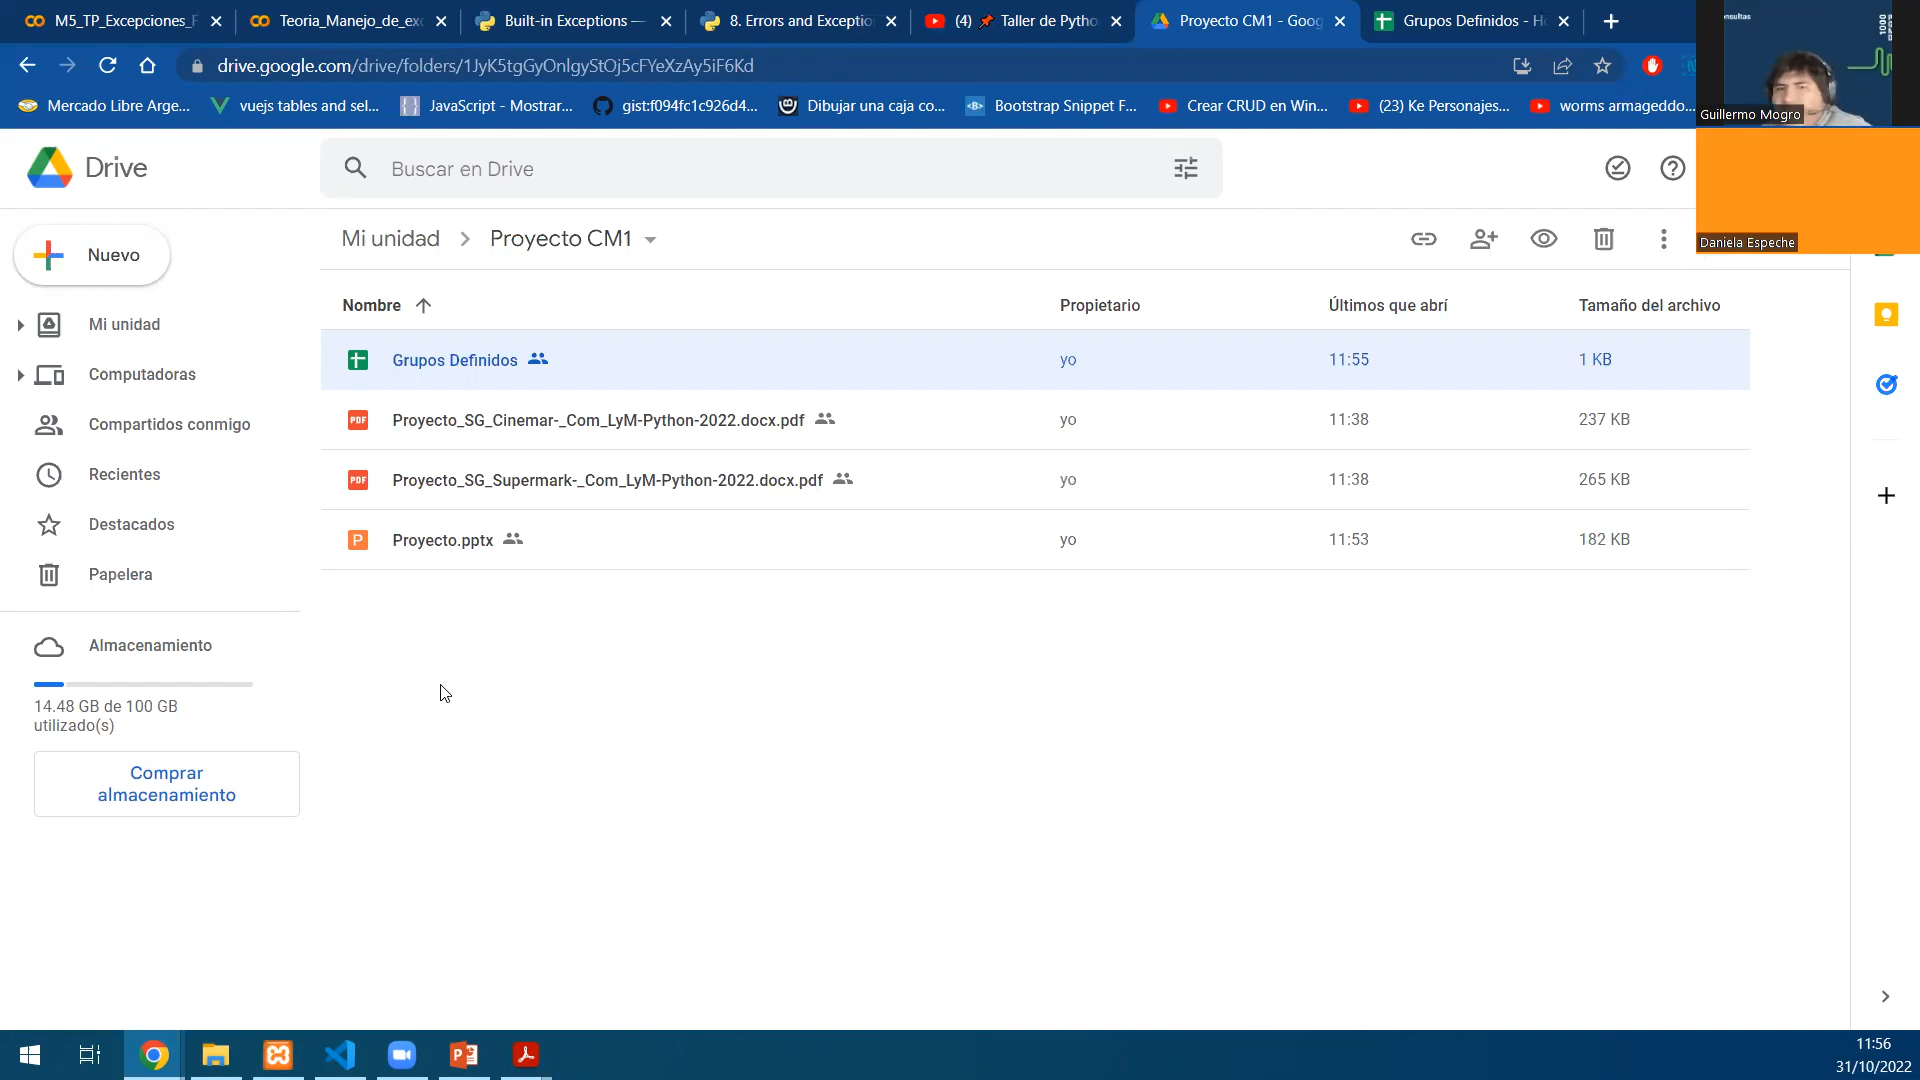 M5_TP_Excepciones_F
Teoria_Manejo_de_exc
Built-in Exceptions —
8. Errors and Exceptio
(4) 📌 Taller de Pytho
Proyecto CM1 - Goog
Grupos Definidos - Ho
drive.google.com/drive/folders/1JyK5tgGyOnlgyStOj5cFYeXzAy5iF6Kd
Mercado Libre Arge...
vuejs tables and sel...
JavaScript - Mostrar...
gist:f094fc1c926d4...
Dibujar una caja co...
Bootstrap Snippet F...
Crear CRUD en Win...
(23) Ke Personajes...
worms armageddo...
nsultas
1000
Guillermo Mogro
Daniela Espeche
Drive
Buscar en Drive
Nuevo
Mi unidad
Computadoras
Compartidos conmigo
Recientes
Destacados
Papelera
Almacenamiento
14.48 GB de 100 GB
utilizado(s)
Comprar
almacenamiento
Mi unidad
Proyecto CM1
Nombre Propietario Últimos que abrí Tamaño del archivo
Grupos Definidos yo 11:55 1 KB
PDF Proyecto_SG_Cinemar-_Com_LyM-Python-2022.docx.pdf yo 11:38 237 KB
PDF Proyecto_SG_Supermark-_Com_LyM-Python-2022.docx.pdf yo 11:38 265 KB
P Proyecto.pptx yo 11:53 182 KB
11:56
31/10/2022